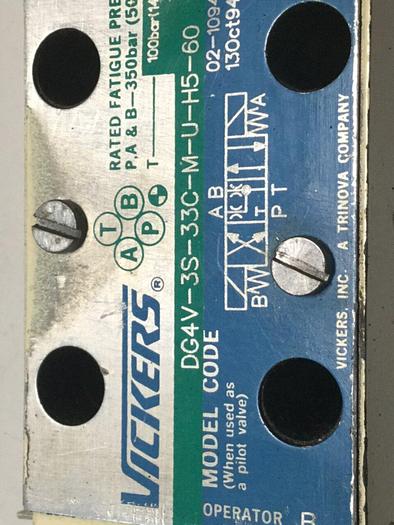 RATED FATIGUE PRE
P,A & B-350bar (50
T 100bar(14
T B
A P
VICKERS®
DG4V-3S-33C-M-U-H5-60
02-1094
13Oct94
MODEL CODE
(When used as
a pilot valve)
A B
B A
T
P T
OPERATOR B
VICKERS, INC. A TRINOVA COMPANY